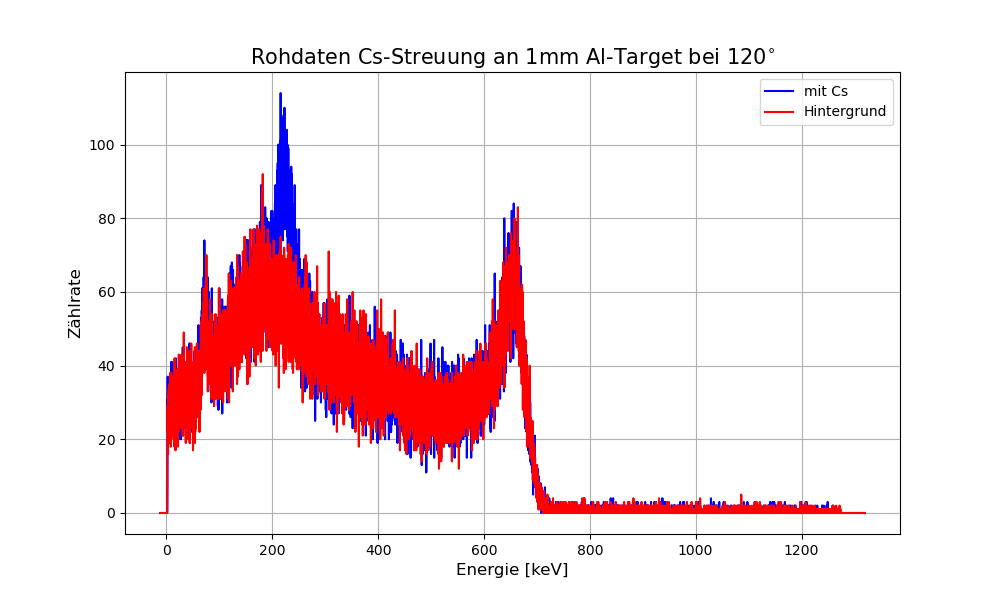 Rohdaten Cs-Streuung an 1mm Al-Target bei 120°
mit Cs
Hintergrund
Zählrate
100
80
60
40
20
0
0 200 400 600 800 1000 1200
Energie [keV]